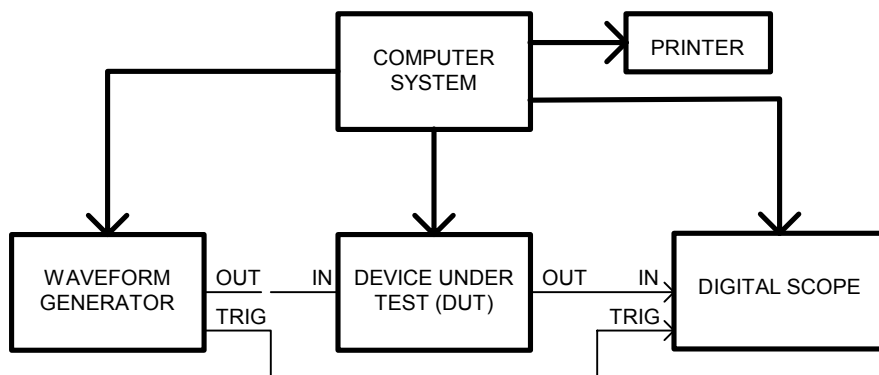 COMPUTER
SYSTEM
PRINTER
WAVEFORM
GENERATOR
OUT
TRIG
IN
DEVICE UNDER
TEST (DUT)
OUT
IN
TRIG
DIGITAL SCOPE